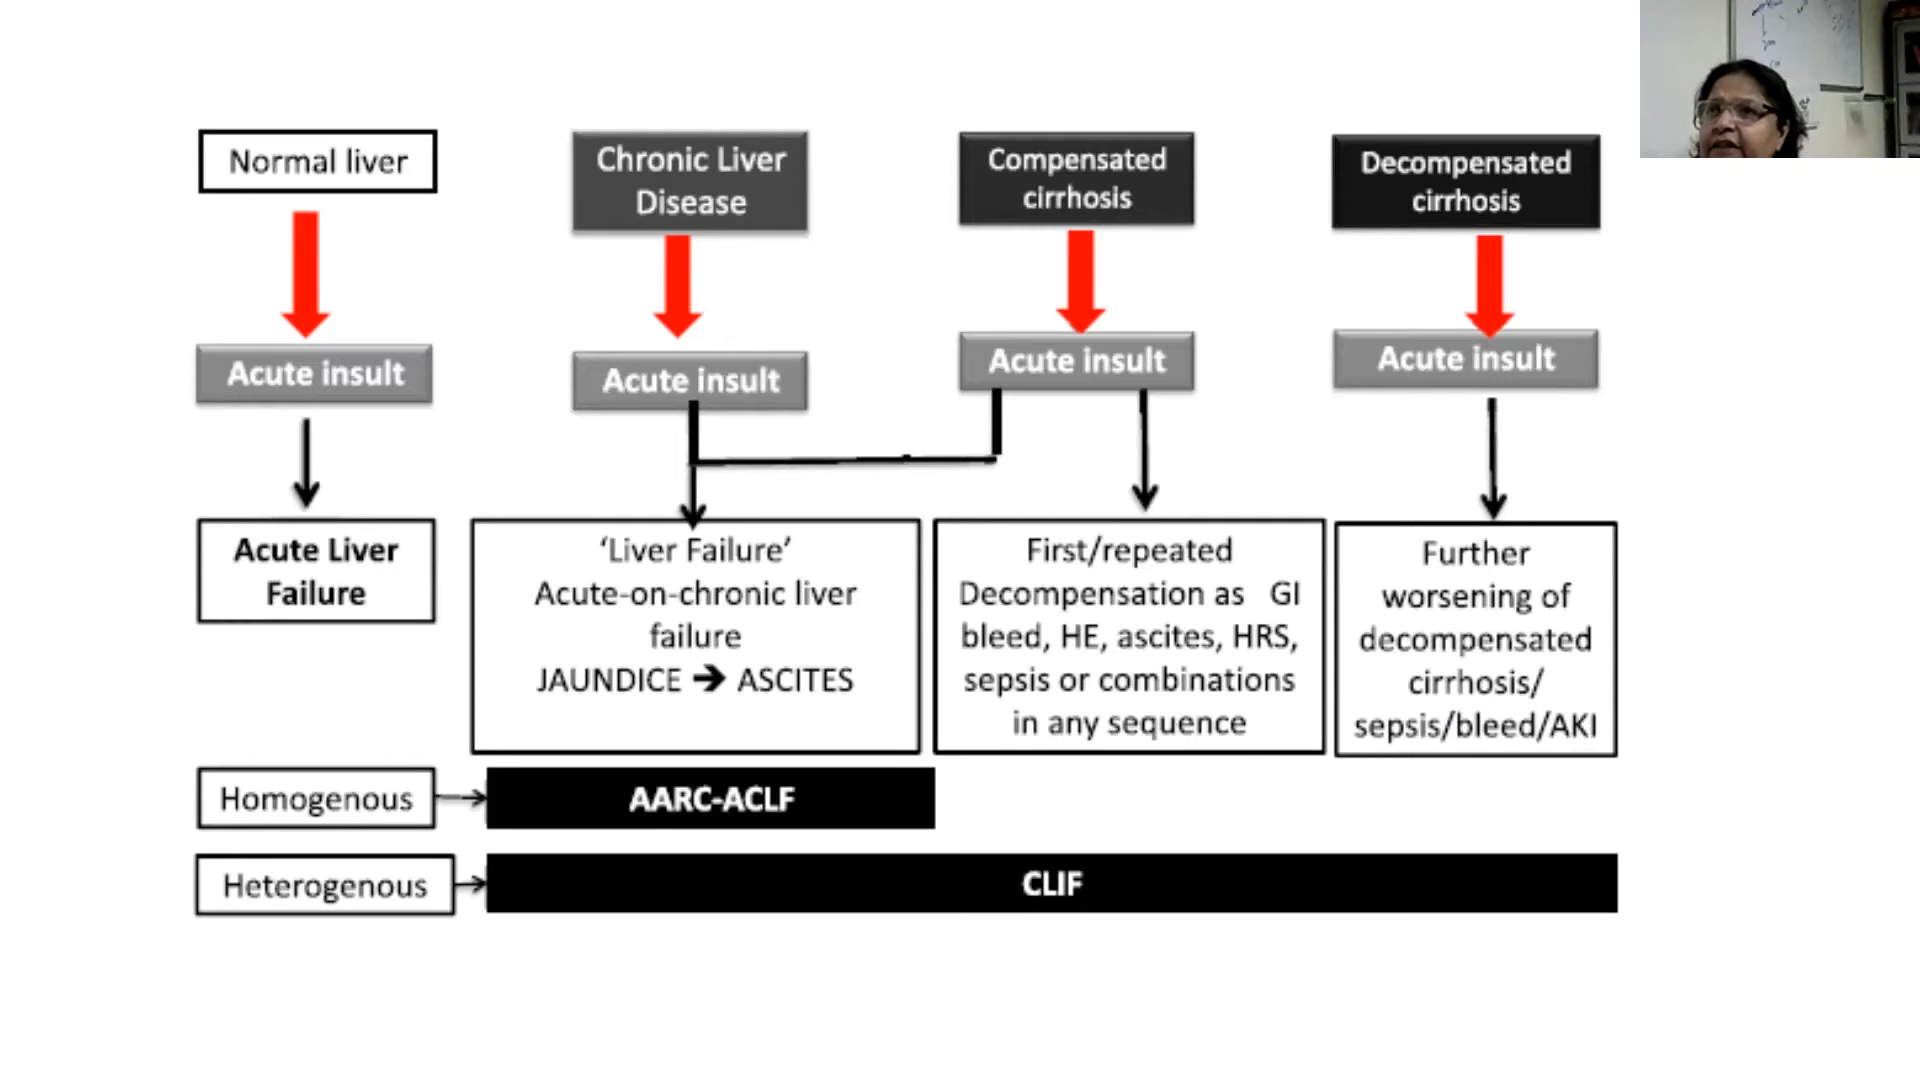 Normal liver
Chronic Liver
Disease
Compensated
cirrhosis
Decompensated
cirrhosis
Acute insult
Acute insult
Acute insult
Acute insult
Acute Liver
Failure
‘Liver Failure’
Acute-on-chronic liver
failure
JAUNDICE ➔ ASCITES
First/repeated
Decompensation as GI
bleed, HE, ascites, HRS,
sepsis or combinations
in any sequence
Further
worsening of
decompensated
cirrhosis/
sepsis/bleed/AKI
Homogenous
AARC-ACLF
Heterogenous
CLIF